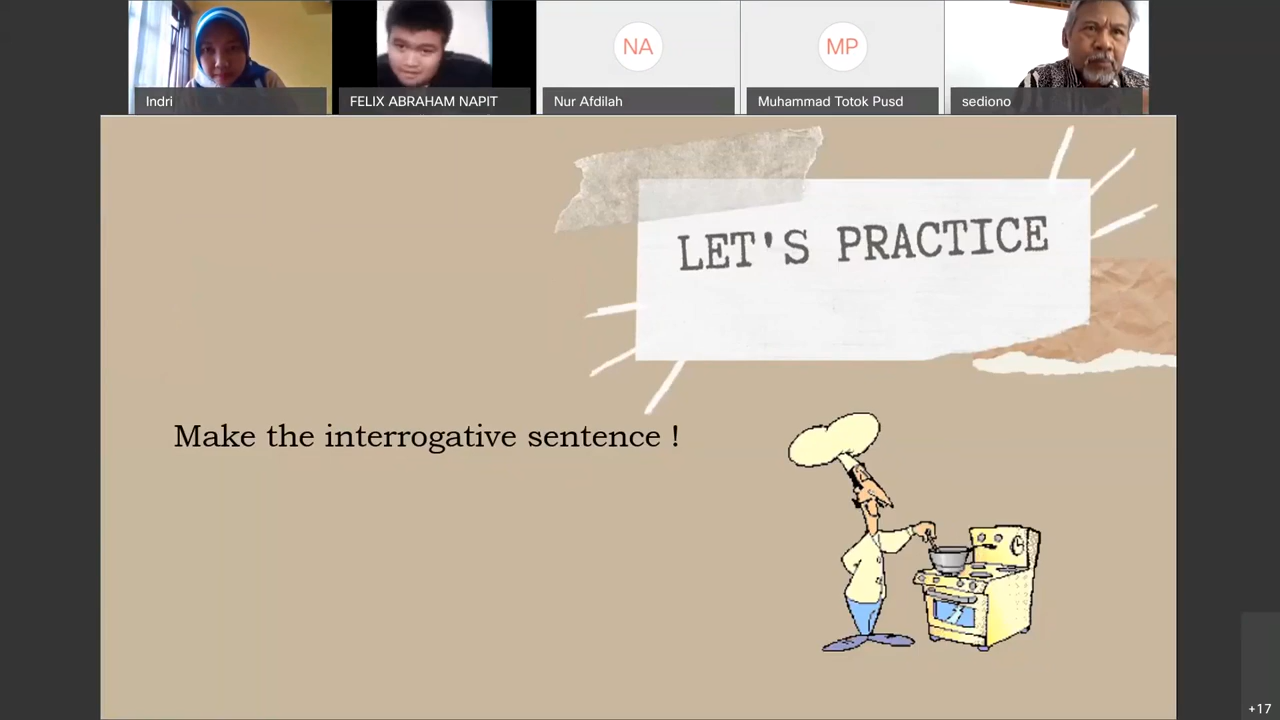 Indri
FELIX ABRAHAM NAPIT
NA
Nur Afdilah
MP
Muhammad Totok Pusd
sediono
LET'S PRACTICE
Make the interrogative sentence !
+17